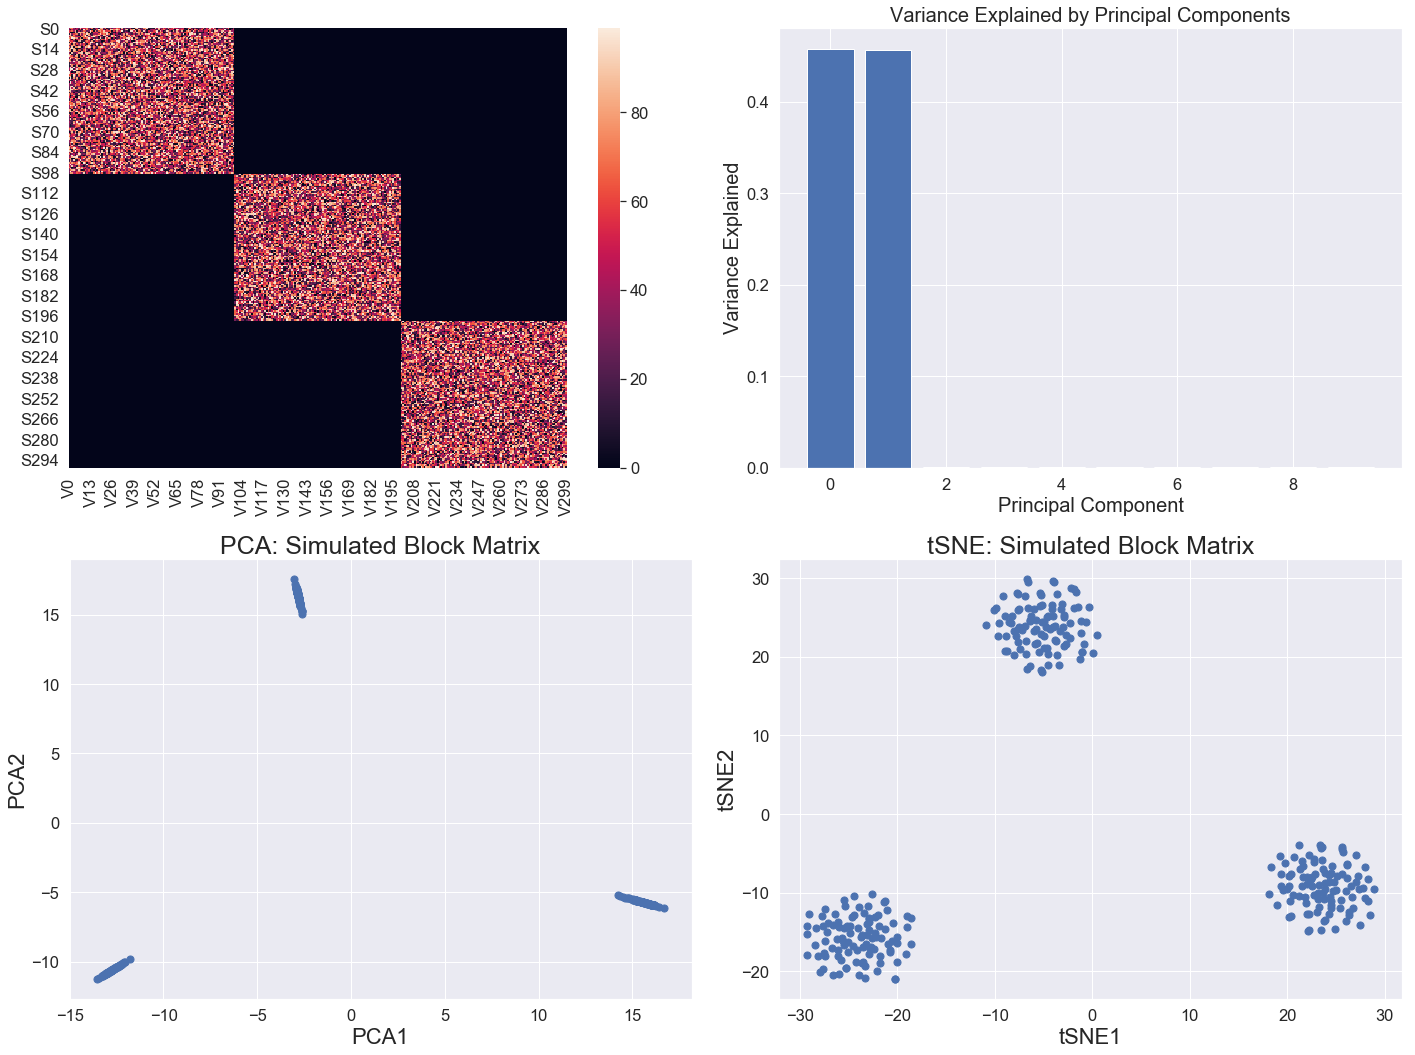 S0
S14
S28
S42
S56
S70
S84
S98
S112
S126
S140
S154
S168
S182
S196
S210
S224
S238
S252
S266
S280
S294
V0
V13
V26
V39
V52
V65
V78
V91
V104
V117
V130
V143
V156
V169
V182
V195
V208
V221
V234
V247
V260
V273
V286
V299
80
60
40
20
0
Variance Explained by Principal Components
Variance Explained
0.4
0.3
0.2
0.1
0.0
0 2 4 6 8
Principal Component
PCA: Simulated Block Matrix
PCA2
15
10
5
0
−5
−10
−15 −10 −5 0 5 10 15
PCA1
tSNE: Simulated Block Matrix
tSNE2
30
20
10
0
−10
−20
−30 −20 −10 0 10 20 30
tSNE1